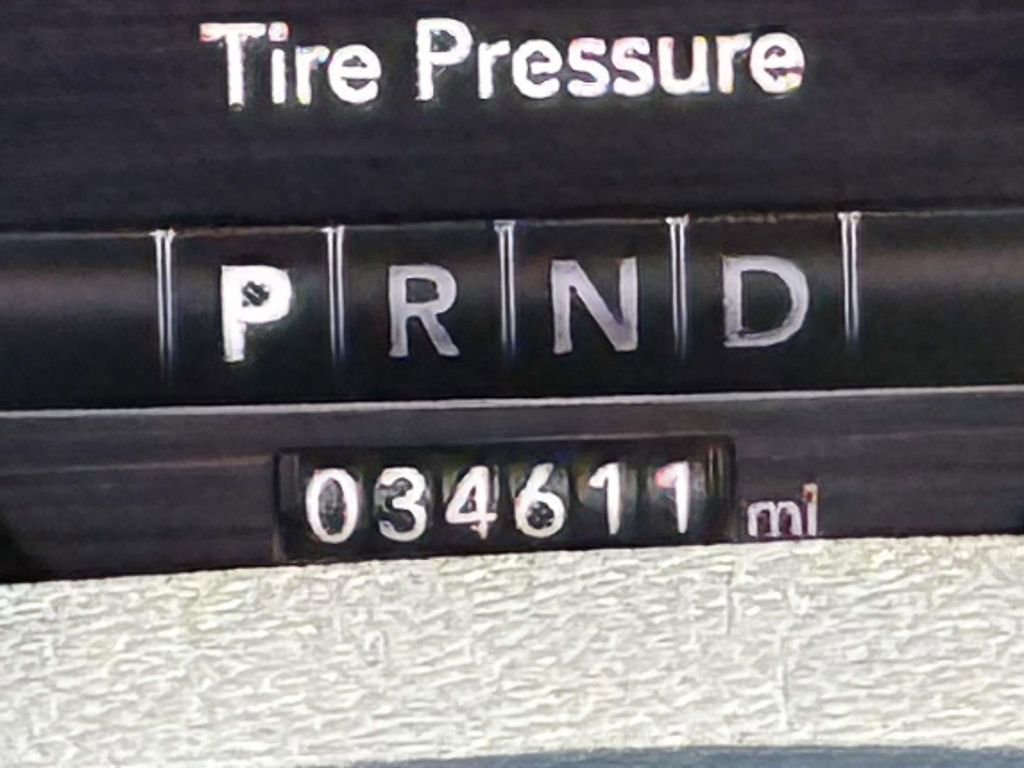 Tire Pressure
P R N D
034611 mi